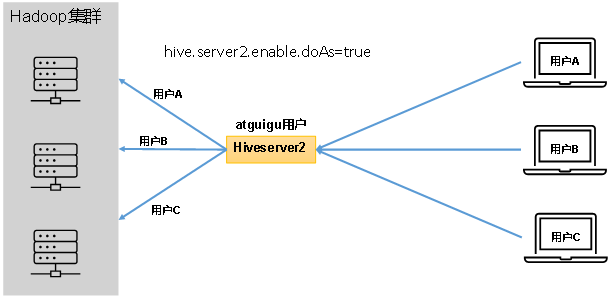 Hadoop集群
hive.server2.enable.doAs=true
用户A
用户A
atguigu用户
用户B
Hiveserver2
用户B
用户C
用户C